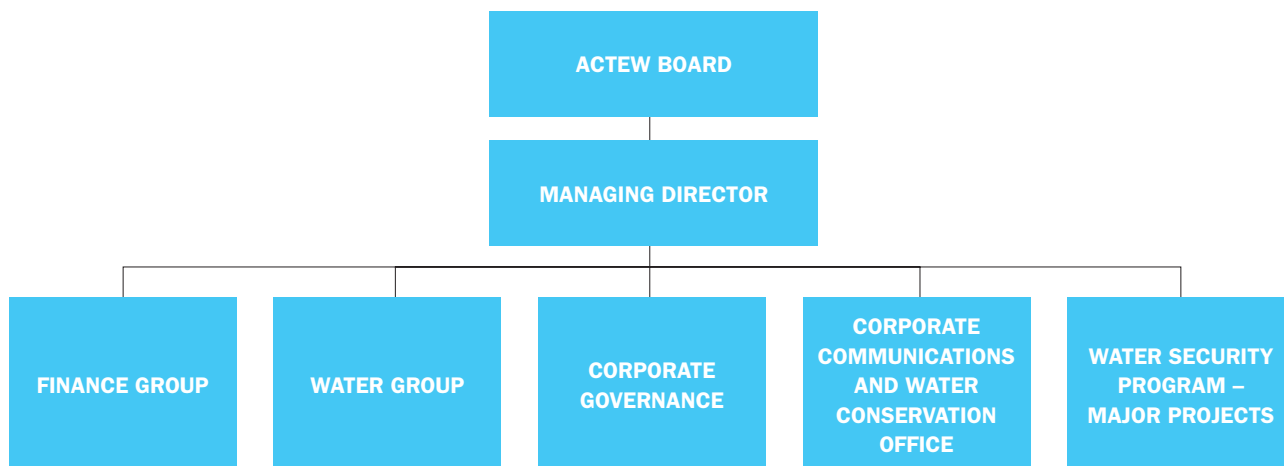 ACTEW BOARD
MANAGING DIRECTOR
FINANCE GROUP
WATER GROUP
CORPORATE
GOVERNANCE
CORPORATE
COMMUNICATIONS
AND WATER
CONSERVATION
OFFICE
WATER SECURITY
PROGRAM –
MAJOR PROJECTS